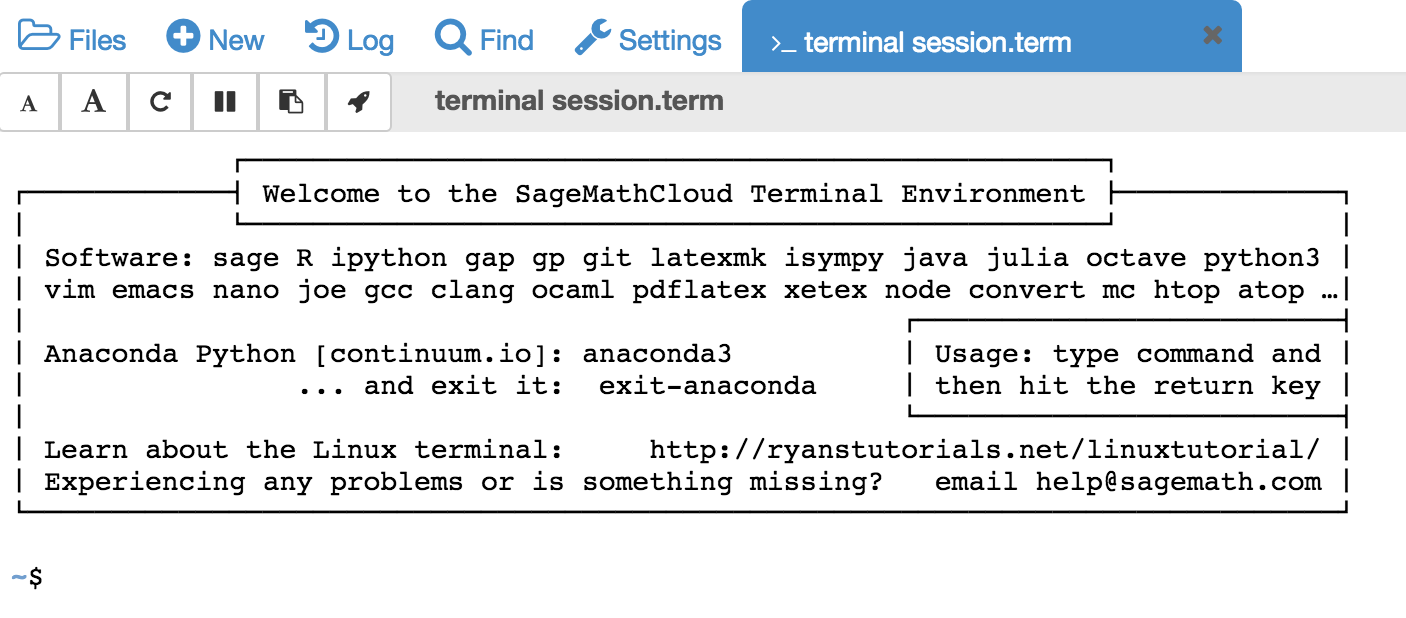 Files New Log Find Settings >_ terminal session.term
A A terminal session.term
Welcome to the SageMathCloud Terminal Environment
Software: sage R ipython gap gp git latexmk isympy java julia octave python3
vim emacs nano joe gcc clang ocaml pdflatex xetex node convert mc htop atop …
Anaconda Python [continuum.io]: anaconda3
... and exit it: exit-anaconda
Usage: type command and
then hit the return key
Learn about the Linux terminal: http://ryanstutorials.net/linuxtutorial/
Experiencing any problems or is something missing? email help@sagemath.com
~$